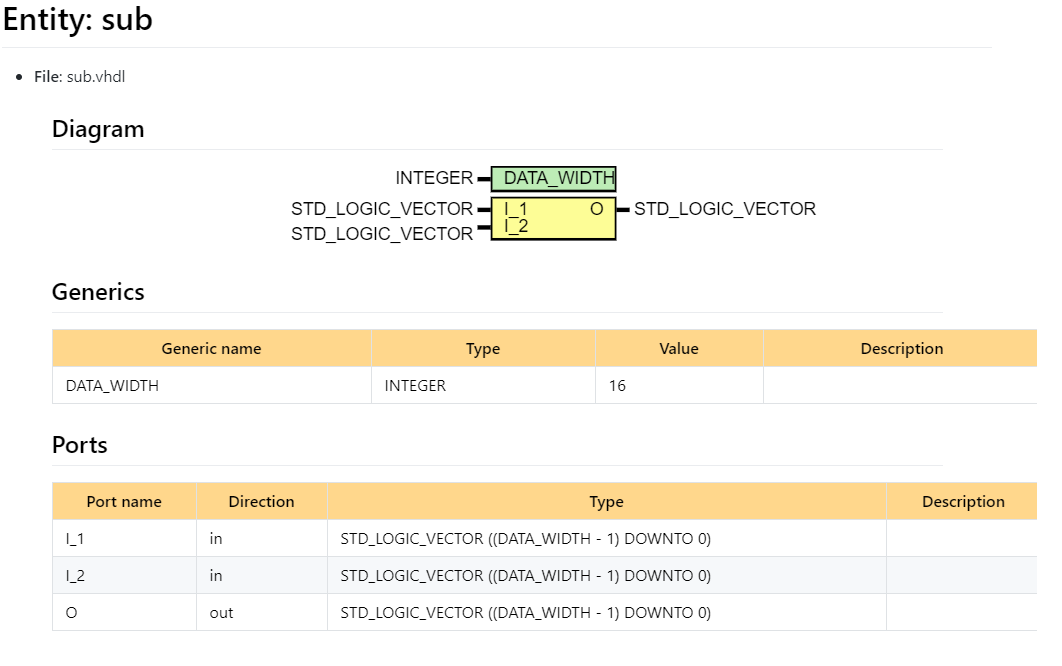 Entity: sub
• File: sub.vhdl
Diagram
INTEGER DATA_WIDTH
STD_LOGIC_VECTOR I_1 O STD_LOGIC_VECTOR
STD_LOGIC_VECTOR I_2
Generics
Generic name Type Value Description
DATA_WIDTH INTEGER 16
Ports
Port name Direction Type Description
I_1 in STD_LOGIC_VECTOR ((DATA_WIDTH - 1) DOWNTO 0)
I_2 in STD_LOGIC_VECTOR ((DATA_WIDTH - 1) DOWNTO 0)
O out STD_LOGIC_VECTOR ((DATA_WIDTH - 1) DOWNTO 0)